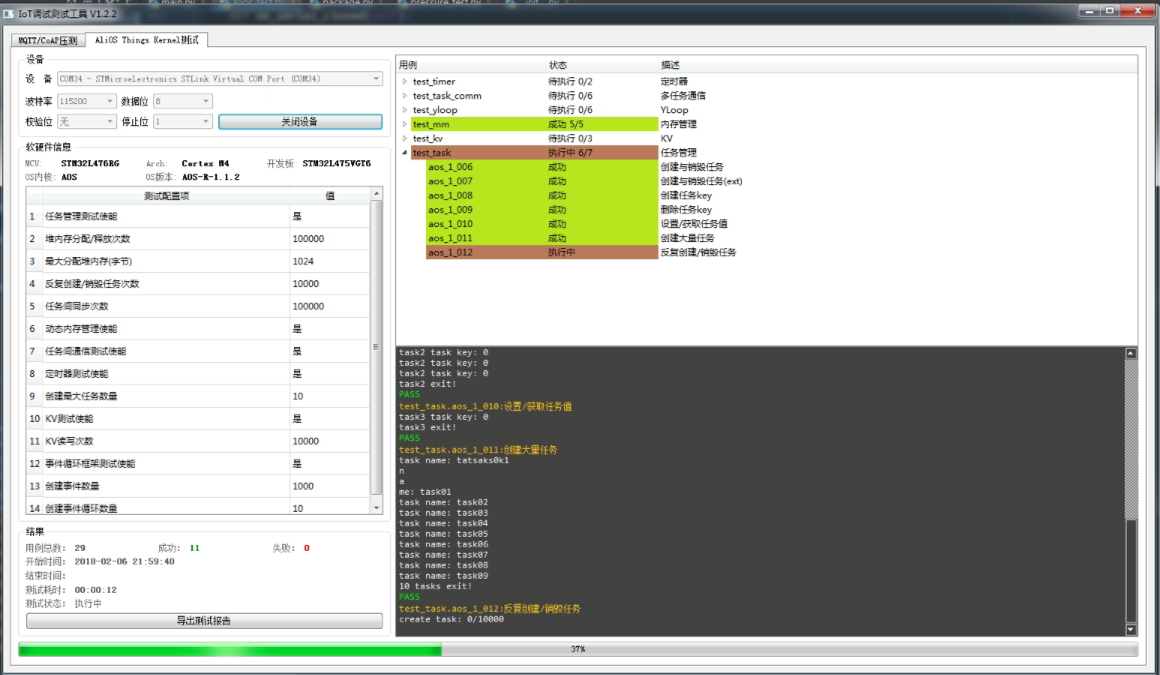 main.py package.py pressure_test.py
IoT调试测试工具 V1.2.2
MQTT/CoAP压测 AliOS Things Kernel测试
设备
设 备 COM34 - STMicroelectronics STLink Virtual COM Port (COM34)
波特率 115200 数据位 8
校验位 无 停止位 1 关闭设备
软硬件信息
MCU: STM32L476RG Arch: Cortex M4 开发板: STM32L475VGT6
OS内核: AOS OS版本: AOS-R-1.1.2
测试配置项 值
1 任务管理测试使能 是
2 堆内存分配/释放次数 100000
3 最大分配堆内存(字节) 1024
4 反复创建/销毁任务次数 10000
5 任务间同步次数 100000
6 动态内存管理使能 是
7 任务间通信测试使能 是
8 定时器测试使能 是
9 创建最大任务数量 10
10 KV测试使能 是
11 KV读写次数 10000
12 事件循环框架测试使能 是
13 创建事件数量 1000
14 创建事件循环数量 10
结果
用例总数: 29 成功: 11 失败: 0
开始时间: 2018-02-06 21:59:40
结束时间:
测试耗时: 00:00:12
测试状态: 执行中
导出测试报告
用例 状态 描述
test_timer 待执行 0/2 定时器
test_task_comm 待执行 0/6 多任务通信
test_yloop 待执行 0/6 YLoop
test_mm 成功 5/5 内存管理
test_kv 待执行 0/3 KV
test_task 执行中 6/7 任务管理
aos_1_006 成功 创建与销毁任务
aos_1_007 成功 创建与销毁任务(ext)
aos_1_008 成功 创建任务key
aos_1_009 成功 删除任务key
aos_1_010 成功 设置/获取任务值
aos_1_011 成功 创建大量任务
aos_1_012 执行中 反复创建/销毁任务
task2 task key: 0
task2 task key: 0
task2 task key: 0
task2 exit!
PASS
test_task.aos_1_010:设置/获取任务值
task3 task key: 0
task3 exit!
PASS
test_task.aos_1_011:创建大量任务
task name: tatsaks0k1
n
a
me: task01
task name: task02
task name: task03
task name: task04
task name: task05
task name: task06
task name: task07
task name: task08
task name: task09
10 tasks exit!
PASS
test_task.aos_1_012:反复创建/销毁任务
create task: 0/10000
37%